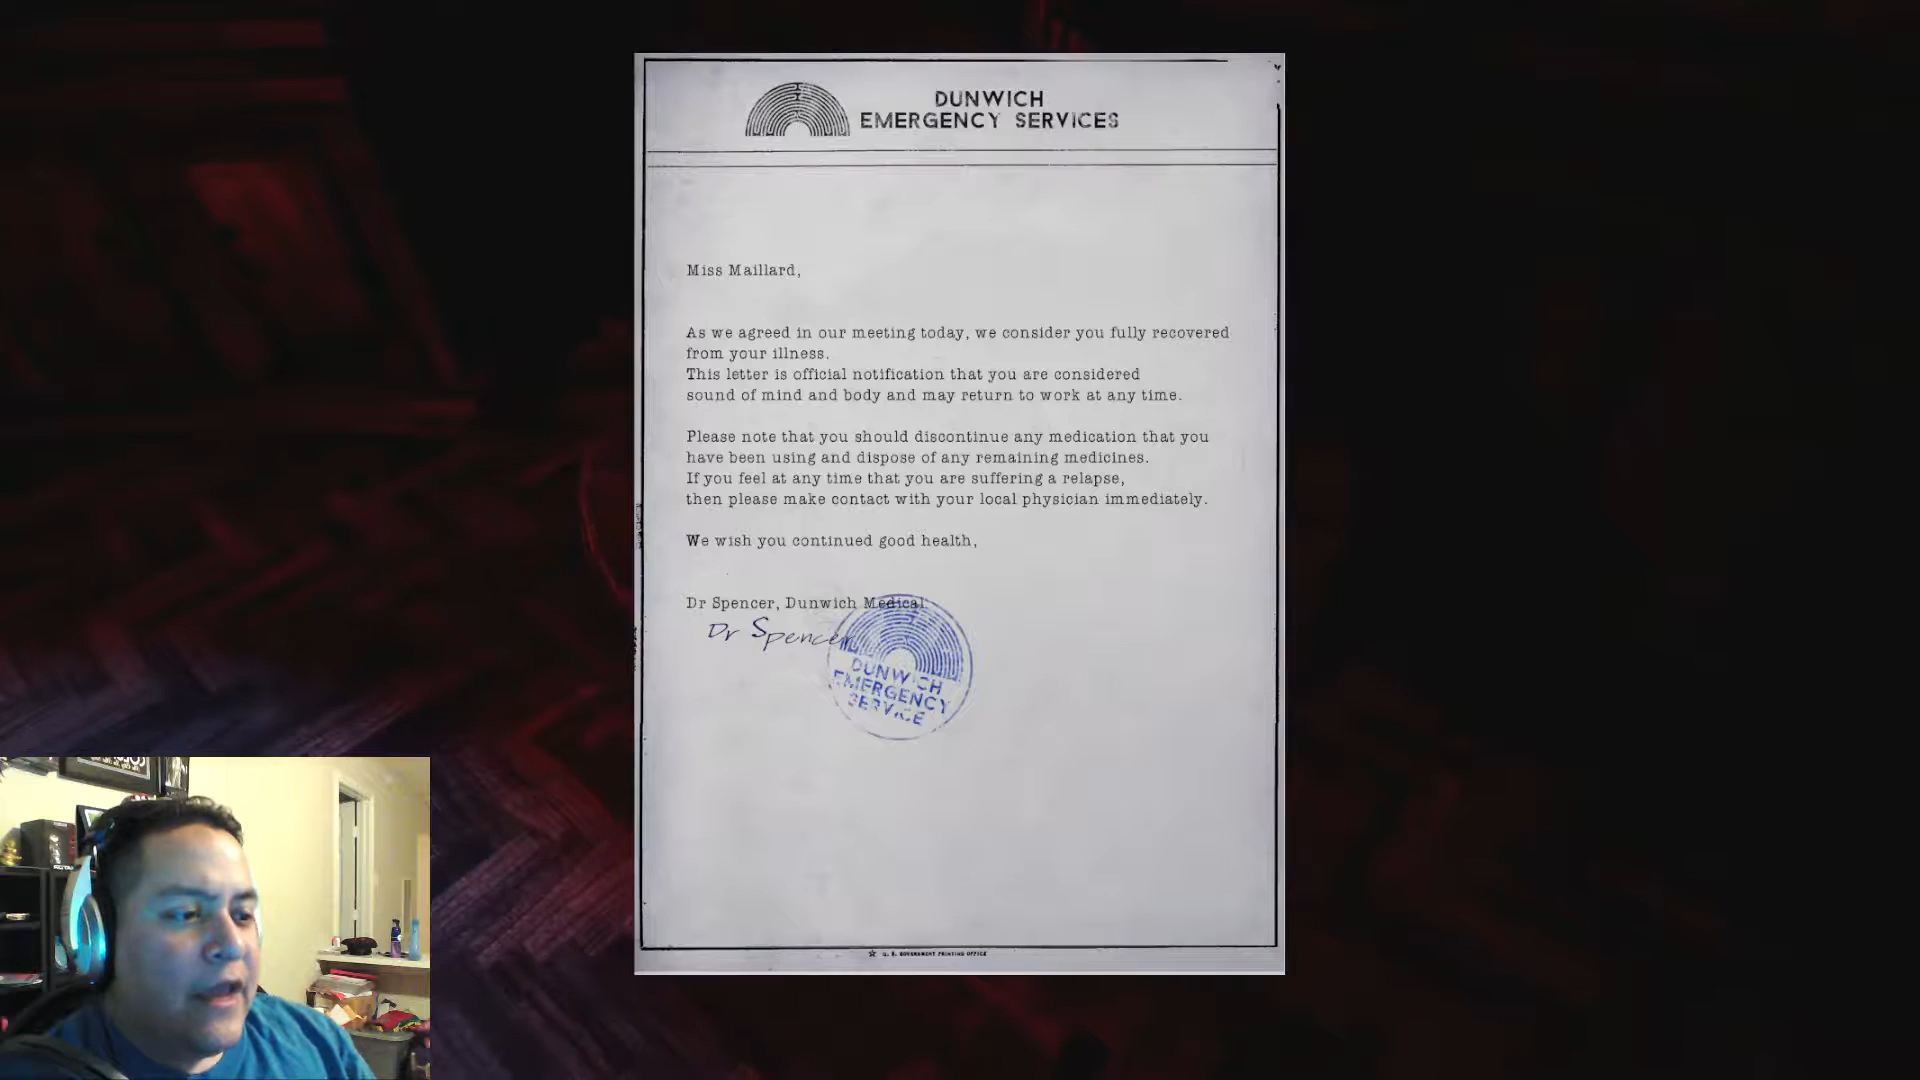 DUNWICH
EMERGENCY SERVICES
Miss Maillard,
As we agreed in our meeting today, we consider you fully recovered
from your illness.
This letter is official notification that you are considered
sound of mind and body and may return to work at any time.
Please note that you should discontinue any medication that you
have been using and dispose of any remaining medicines.
If you feel at any time that you are suffering a relapse,
then please make contact with your local physician immediately.
We wish you continued good health,
Dr Spencer, Dunwich Medical
Dr Spencer
DUNWICH
EMERGENCY
SERVICE
U. S. GOVERNMENT PRINTING OFFICE